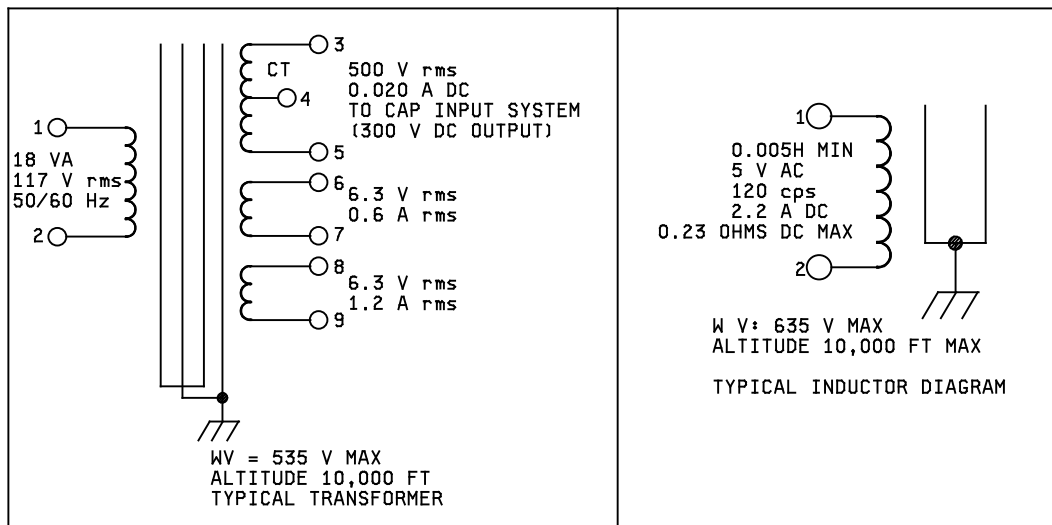 3
CT
500 V rms
0.020 A DC
4
TO CAP INPUT SYSTEM
(300 V DC OUTPUT)
5
1
18 VA
117 V rms
50/60 Hz
2
6
6.3 V rms
0.6 A rms
7
8
6.3 V rms
1.2 A rms
9
WV = 535 V MAX
ALTITUDE 10,000 FT
TYPICAL TRANSFORMER
1
0.005H MIN
5 V AC
120 cps
2.2 A DC
0.23 OHMS DC MAX
2
W V: 635 V MAX
ALTITUDE 10,000 FT MAX
TYPICAL INDUCTOR DIAGRAM